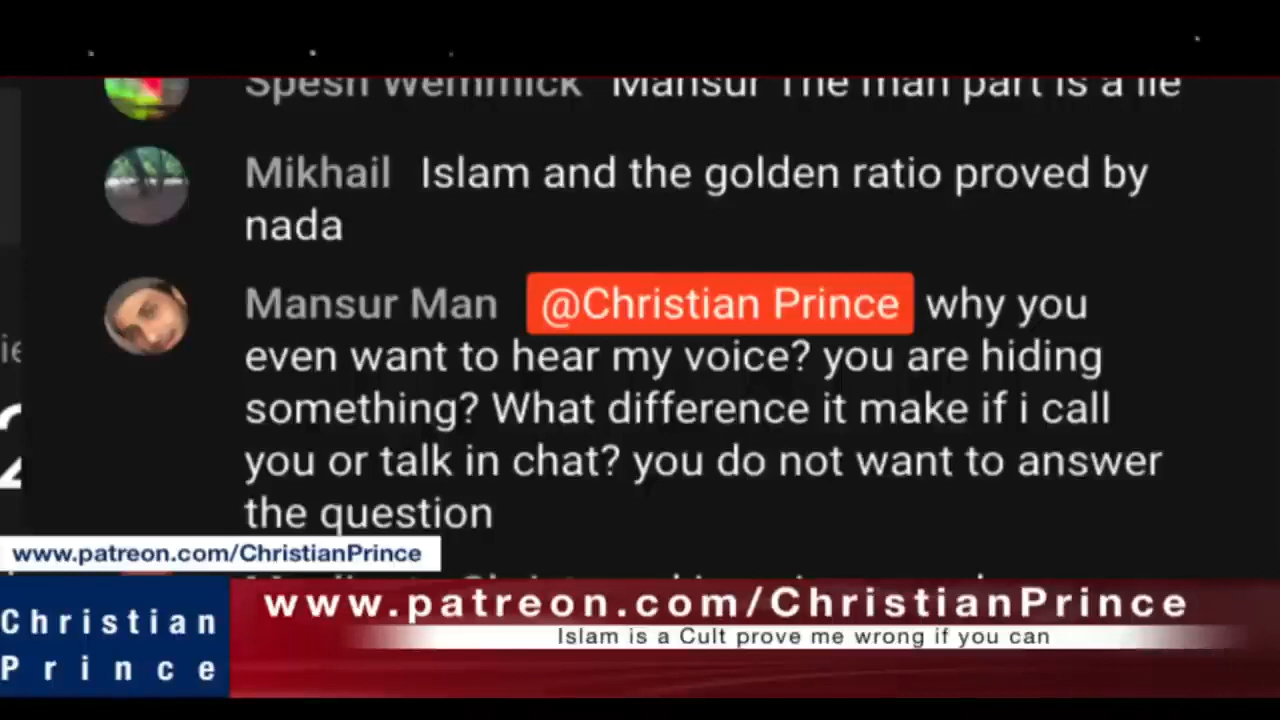 Spesh Wemmick Mansur The man part is a lie
Mikhail Islam and the golden ratio proved by
nada
Mansur Man @Christian Prince why you
even want to hear my voice? you are hiding
something? What difference it make if i call
you or talk in chat? you do not want to answer
the question
www.patreon.com/ChristianPrince
www.patreon.com/ChristianPrince
Islam is a Cult prove me wrong if you can
Christian
Prince